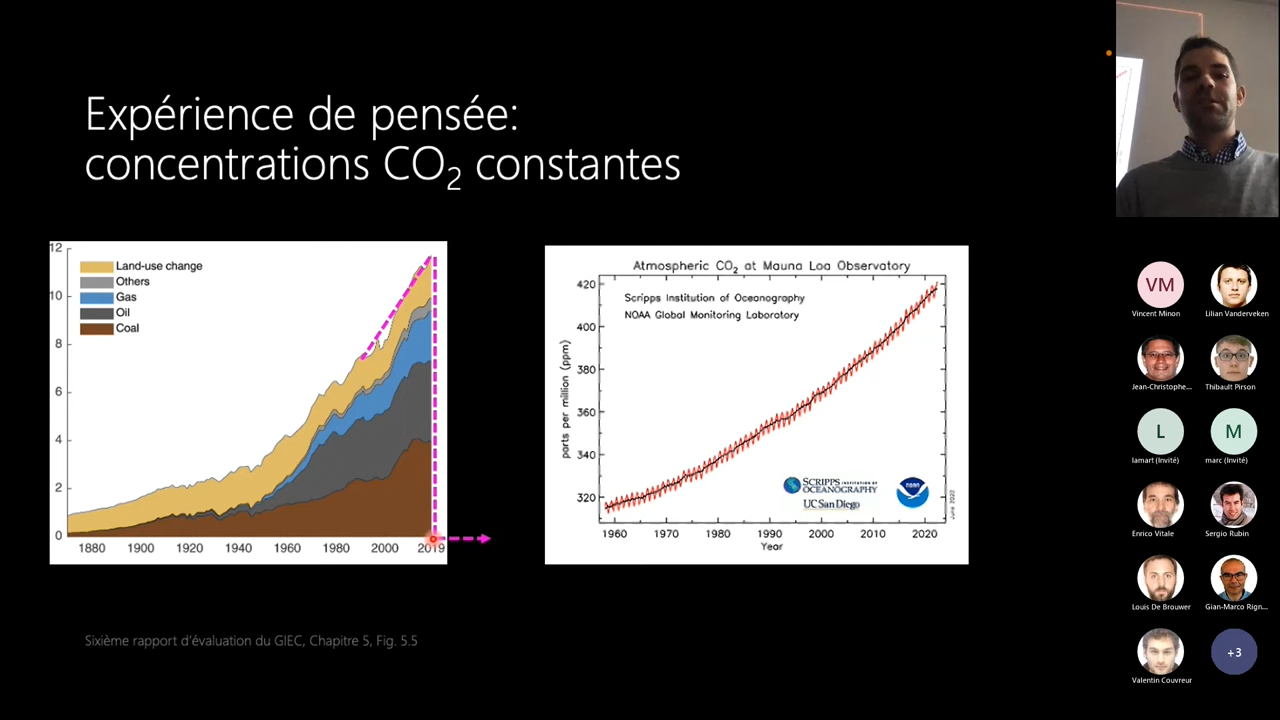 Expérience de pensée:
concentrations CO2 constantes
12
10
8
6
4
2
0
Land-use change
Others
Gas
Oil
Coal
1880 1900 1920 1940 1960 1980 2000 2019
Atmospheric CO2 at Mauna Loa Observatory
Scripps Institution of Oceanography
NOAA Global Monitoring Laboratory
parts per million (ppm)
420
400
380
360
340
320
1960 1970 1980 1990 2000 2010 2020
Year
SCRIPPS INSTITUTION OF
OCEANOGRAPHY
UC San Diego
NOAA
June 2022
Sixième rapport d'évaluation du GIEC, Chapitre 5, Fig. 5.5
VM
Vincent Minon
Lilian Vanderveken
Jean-Christophe...
Thibault Pirson
L
M
lamart (Invité)
marc (Invité)
Enrico Vitale
Sergio Rubin
Louis De Brouwer
Gian-Marco Rign...
Valentin Couvreur
+3